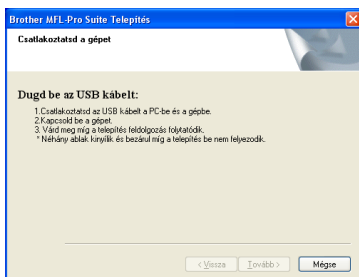 Brother MFL-Pro Suite Telepítés
Csatlakoztatsd a gépet
Dugd be az USB kábelt:
1.Csatlakoztatsd az USB kábelt a PC-be és a gépbe.
2.Kapcsold be a gépet.
3. Várd meg míg a telepítés feldolgozás folytatódik.
* Néhány ablak kinyílik és bezárul míg a telepítés be nem felyezodik.
< Vissza
Tovább >
Mégse